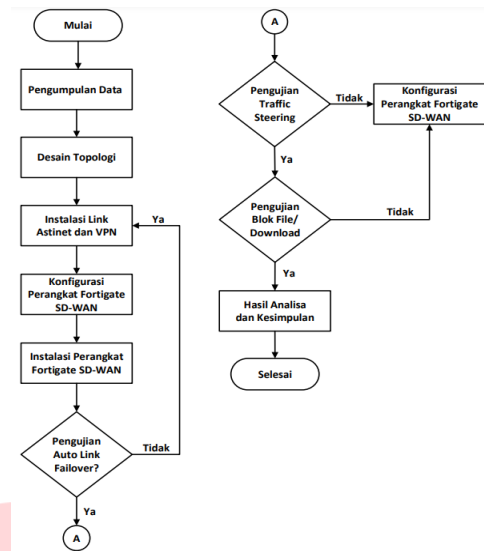 Mulai
Pengumpulan Data
Desain Topologi
Instalasi Link
Astinet dan VPN
Ya
Konfigurasi
Perangkat Fortigate
SD-WAN
Instalasi Perangkat
Fortigate SD-WAN
Pengujian
Auto Link
Failover?
Tidak
Ya
A
A
Pengujian
Traffic
Steering
Tidak
Konfigurasi
Perangkat Fortigate
SD-WAN
Ya
Pengujian
Blok File/
Download
Tidak
Ya
Hasil Analisa
dan Kesimpulan
Selesai